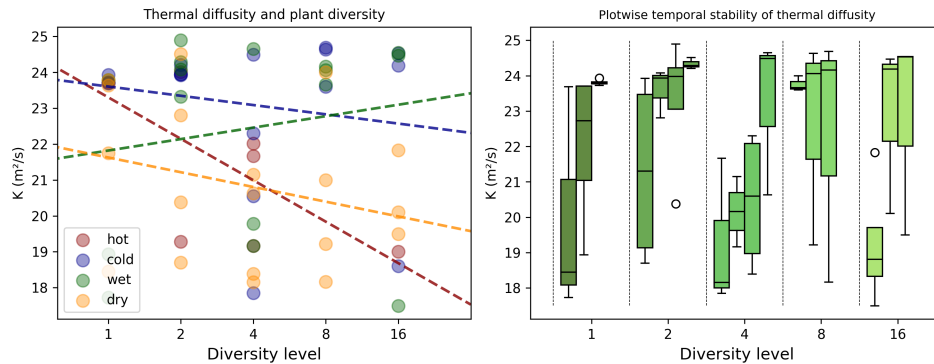 Thermal diffusity and plant diversity
25
24
23
22
21
20
19
18
K (m²/s)
hot
cold
wet
dry
1
2
4
8
16
Diversity level
Plotwise temporal stability of thermal diffusity
25
24
23
22
21
20
19
18
K (m²/s)
1
2
4
8
16
Diversity level